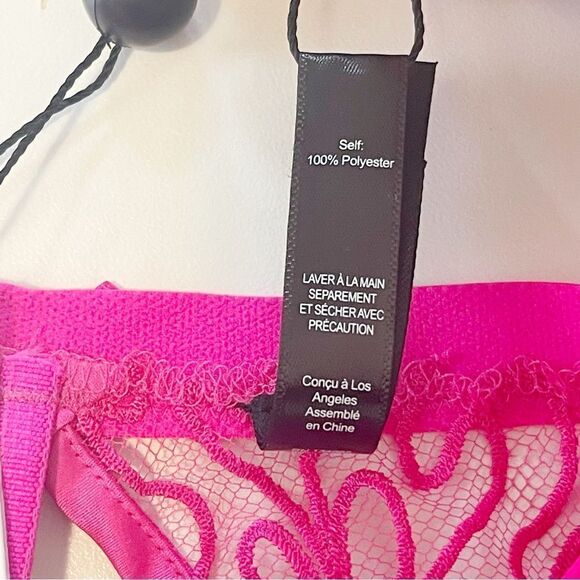 Self:
100% Polyester
LAVER À LA MAIN
SEPAREMENT
ET SÉCHER AVEC
PRÉCAUTION
Conçu à Los
Angeles
Assemblé
en Chine